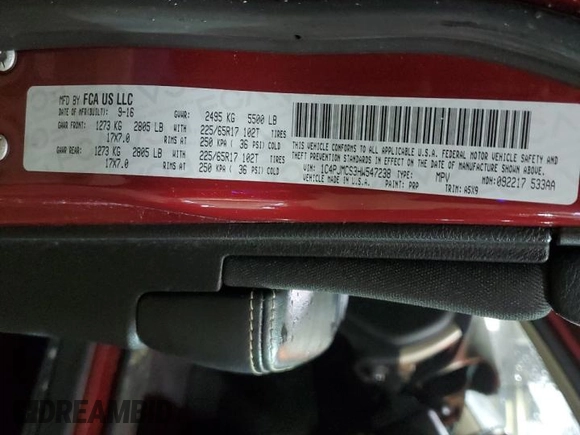 MFD BY FCA US LLC
DATE OF MFR(BUILT): 9-16 GVWR: 2495 KG 5500 LB
GAWR FRONT: 1273 KG 2805 LB WITH 225/65R17 102T TIRES
17X7.0 RIMS AT 250 KPA ( 36 PSI) COLD
GAWR REAR: 1273 KG 2805 LB WITH 225/65R17 102T TIRES
17X7.0 RIMS AT 250 KPA ( 36 PSI) COLD
THIS VEHICLE CONFORMS TO ALL APPLICABLE U.S.A. FEDERAL MOTOR VEHICLE SAFETY AND
THEFT PREVENTION STANDARDS IN EFFECT ON THE DATE OF MANUFACTURE SHOWN ABOVE.
VIN: 1C4PJMCS3HW547238 MPV MDH: 092217 533AA
1C4PJMCS3HW547238 MADE IN U.S.A. PAINT: PRP TRIM: A5X9